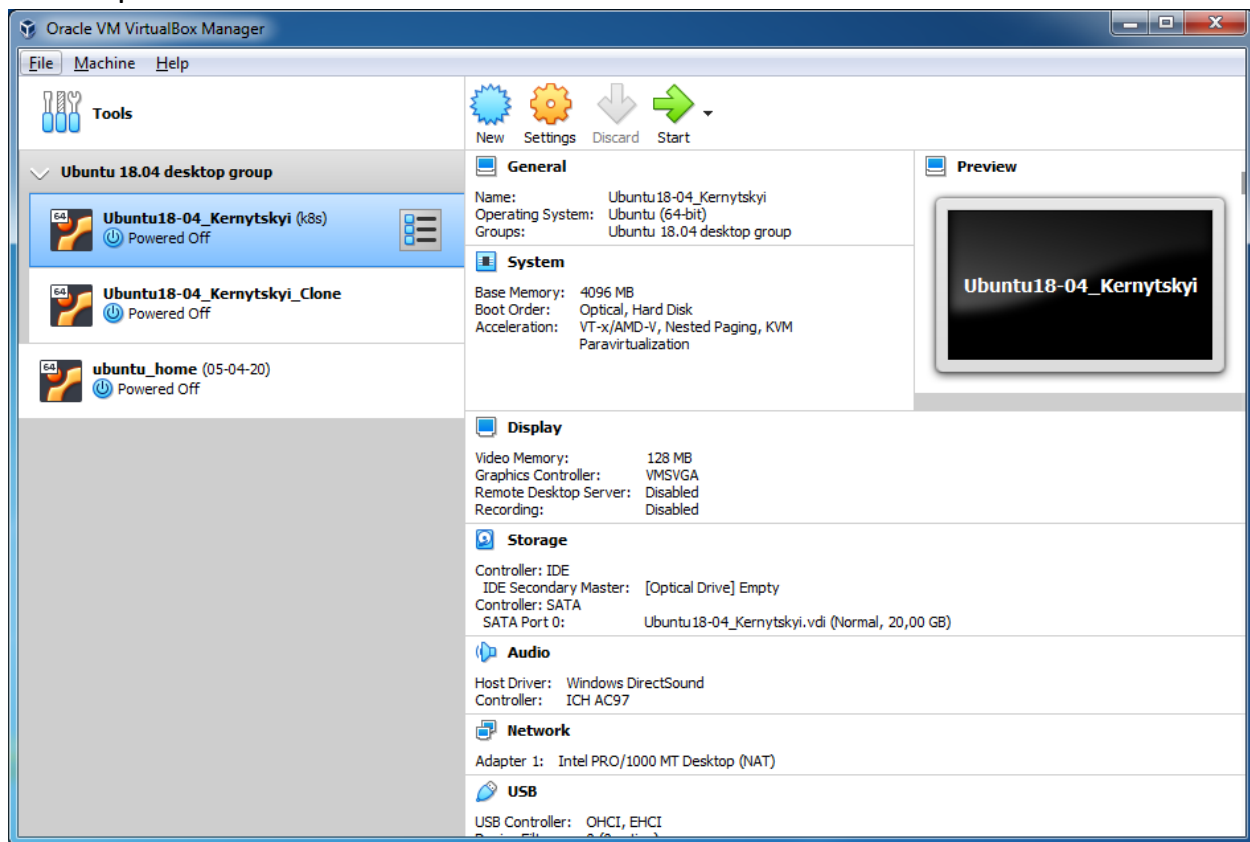 Oracle VM VirtualBox Manager
File Machine Help
Tools
New Settings Discard Start
Ubuntu 18.04 desktop group
64
Ubuntu18-04_Kernytskyi (k8s)
Powered Off
64
Ubuntu18-04_Kernytskyi_Clone
Powered Off
64
ubuntu_home (05-04-20)
Powered Off
General
Name: Ubuntu18-04_Kernytskyi
Operating System: Ubuntu (64-bit)
Groups: Ubuntu 18.04 desktop group
System
Base Memory: 4096 MB
Boot Order: Optical, Hard Disk
Acceleration: VT-x/AMD-V, Nested Paging, KVM
Paravirtualization
Preview
Ubuntu18-04_Kernytskyi
Display
Video Memory: 128 MB
Graphics Controller: VMSVGA
Remote Desktop Server: Disabled
Recording: Disabled
Storage
Controller: IDE
IDE Secondary Master: [Optical Drive] Empty
Controller: SATA
SATA Port 0: Ubuntu18-04_Kernytskyi.vdi (Normal, 20,00 GB)
Audio
Host Driver: Windows DirectSound
Controller: ICH AC97
Network
Adapter 1: Intel PRO/1000 MT Desktop (NAT)
USB
USB Controller: OHCI, EHCI